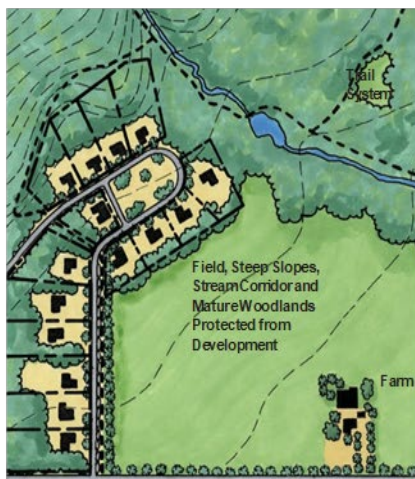 Trail
System
Field, Steep Slopes,
Stream Corridor and
Mature Woodlands
Protected from
Development
Farm